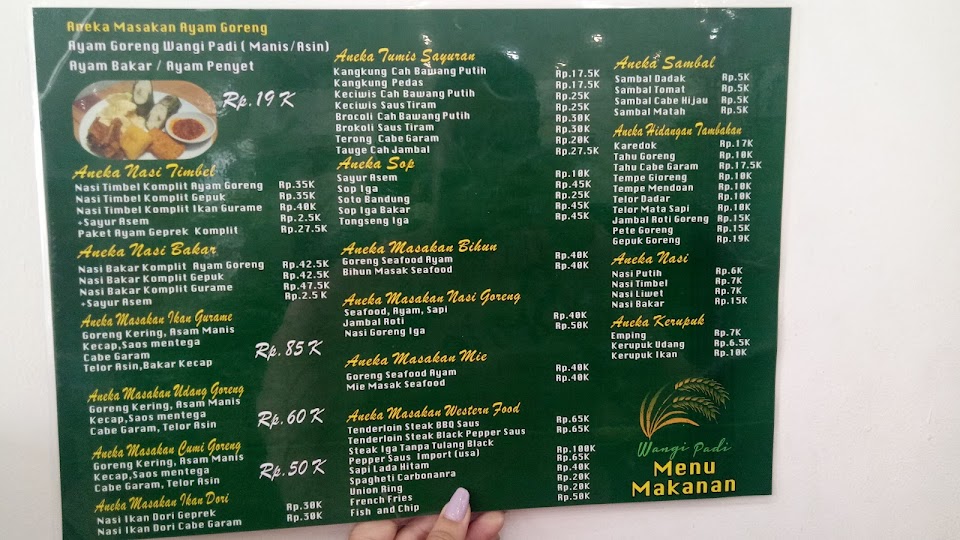 Aneka Masakan Ayam Goreng
Ayam Goreng Wangi Padi ( Manis/Asin)
Ayam Bakar / Ayam Penyet
Rp.19 K
Aneka Nasi Timbel
Nasi Timbel Komplit Ayam Goreng Rp.35K
Nasi Timbel Komplit Gepuk Rp.35K
Nasi Timbel Komplit Ikan Gurame Rp.40K
+Sayur Asem Rp.2.5K
Paket Ayam Geprek Komplit Rp.27.5K
Aneka Nasi Bakar
Nasi Bakar Komplit Ayam Goreng Rp.42.5K
Nasi Bakar Komplit Gepuk Rp.42.5K
Nasi Bakar Komplit Gurame Rp.47.5K
+Sayur Asem Rp.2.5 K
Aneka Masakan Ikan Gurame
Goreng Kering, Asam Manis
Kecap,Saos mentega
Cabe Garam
Telor Asin,Bakar Kecap
Rp.85 K
Aneka Masakan Udang Goreng
Goreng Kering, Asam Manis
Kecap,Saos mentega
Cabe Garam, Telor Asin
Rp.60 K
Aneka Masakan Cumi Goreng
Goreng Kering, Asam Manis
Kecap,Saos mentega
Cabe Garam, Telor Asin
Rp.50 K
Aneka Masakan Ikan Dori
Nasi Ikan Dori Geprek Rp.30K
Nasi Ikan Dori Cabe Garam Rp.30K
Aneka Tumis Sayuran
Kangkung Cah Bawang Putih Rp.17.5K
Kangkung Pedas Rp.17.5K
Keciwis Cah Bawang Putih Rp.25K
Keciwis Saus Tiram Rp.25K
Brocoli Cah Bawang Putih Rp.30K
Brokoli Saus Tiram Rp.30K
Terong Cabe Garam Rp.20K
Tauge Cah Jambal Rp.27.5K
Aneka Sop
Sayur Asem Rp.10K
Sop Iga Rp.45K
Soto Bandung Rp.25K
Sop Iga Bakar Rp.45K
Tongseng Iga Rp.45K
Aneka Masakan Bihun
Goreng Seafood Ayam Rp.40K
Bihun Masak Seafood Rp.40K
Aneka Masakan Nasi Goreng
Seafood, Ayam, Sapi
Jambal Roti Rp.40K
Nasi Goreng Iga Rp.50K
Aneka Masakan Mie
Goreng Seafood Ayam Rp.40K
Mie Masak Seafood Rp.40K
Aneka Masakan Western Food
Tenderloin Steak BBQ Saus Rp.65K
Tenderloin Steak Black Pepper Saus Rp.65K
Steak Iga Tanpa Tulang Black
Pepper Saus Import (usa) Rp.100K
Sapi Lada Hitam Rp.65K
Spagheti Carbonanra Rp.40K
Union Ring Rp.20K
French Fries Rp.20K
Fish and Chip Rp.50K
Aneka Sambal
Sambal Dadak Rp.5K
Sambal Tomat Rp.5K
Sambal Cabe Hijau Rp.5K
Sambal Matah Rp.5K
Aneka Hidangan Tambahan
Karedok Rp.17K
Tahu Goreng Rp.10K
Tahu Cabe Garam Rp.17.5K
Tempe Gioreng Rp.10K
Tempe Mendoan Rp.10K
Telor Dadar Rp.10K
Telor Mata Sapi Rp.10K
Jambal Roti Goreng Rp.15K
Pete Goreng Rp.15K
Gepuk Goreng Rp.19K
Aneka Nasi
Nasi Putih Rp.6K
Nasi Timbel Rp.7K
Nasi Liwet Rp.7K
Nasi Bakar Rp.15K
Aneka Kerupuk
Emping Rp.7K
Kerupuk Udang Rp.6.5K
Kerupuk Ikan Rp.10K
Wangi Padi
Menu
Makanan